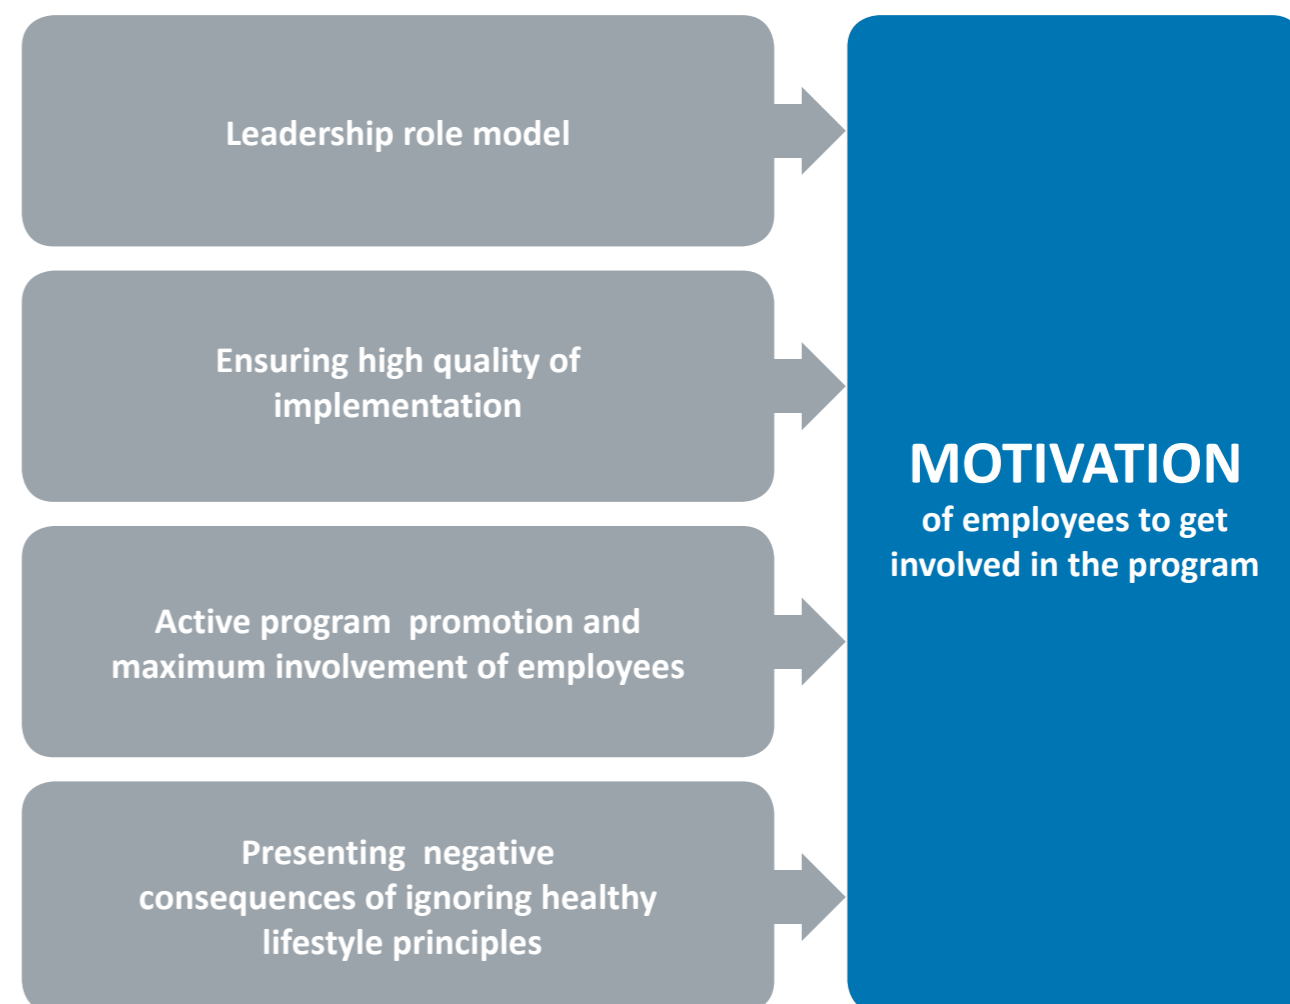 Leadership role model
Ensuring high quality of
implementation
Active program  promotion and
maximum involvement of employees
Presenting  negative
consequences of ignoring healthy
lifestyle principles
MOTIVATION
of employees to get
involved in the program